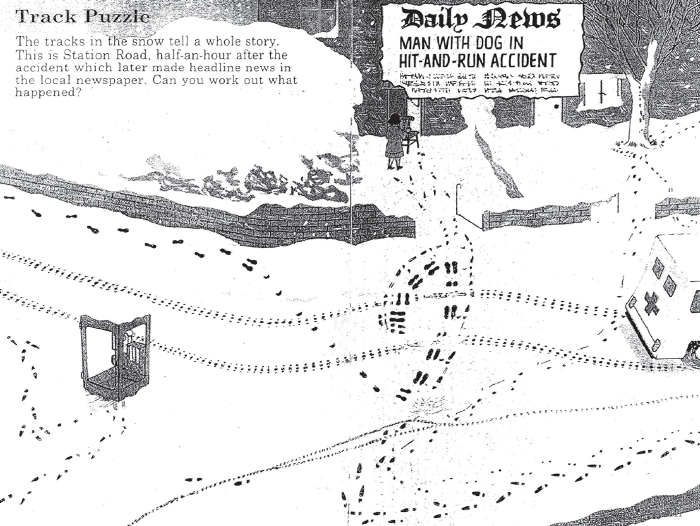 Track Puzzle
The tracks in the snow tell a whole story.
This is Station Road, half-an-hour after the
accident which later made headline news in
the local newspaper. Can you work out what
happened?
Daily News
MAN WITH DOG IN
HIT-AND-RUN ACCIDENT